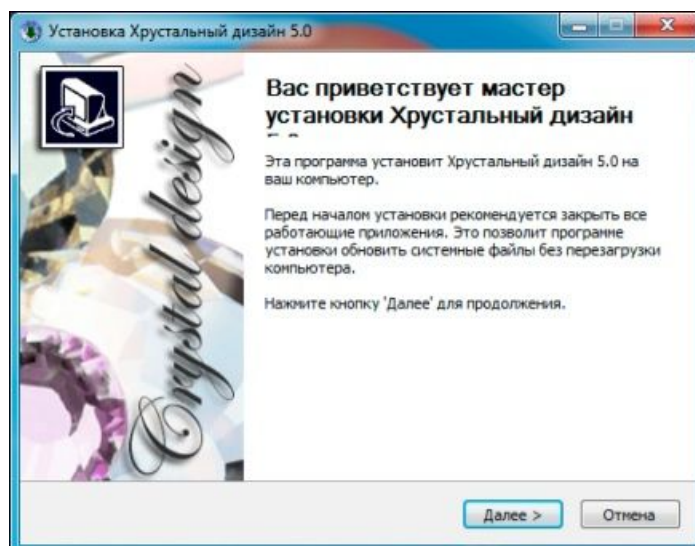 Установка Хрустальный дизайн 5.0
Crystal design
Вас приветствует мастер
установки Хрустальный дизайн
Эта программа установит Хрустальный дизайн 5.0 на
ваш компьютер.
Перед началом установки рекомендуется закрыть все
работающие приложения. Это позволит программе
установки обновить системные файлы без перезагрузки
компьютера.
Нажмите кнопку 'Далее' для продолжения.
Далее >
Отмена